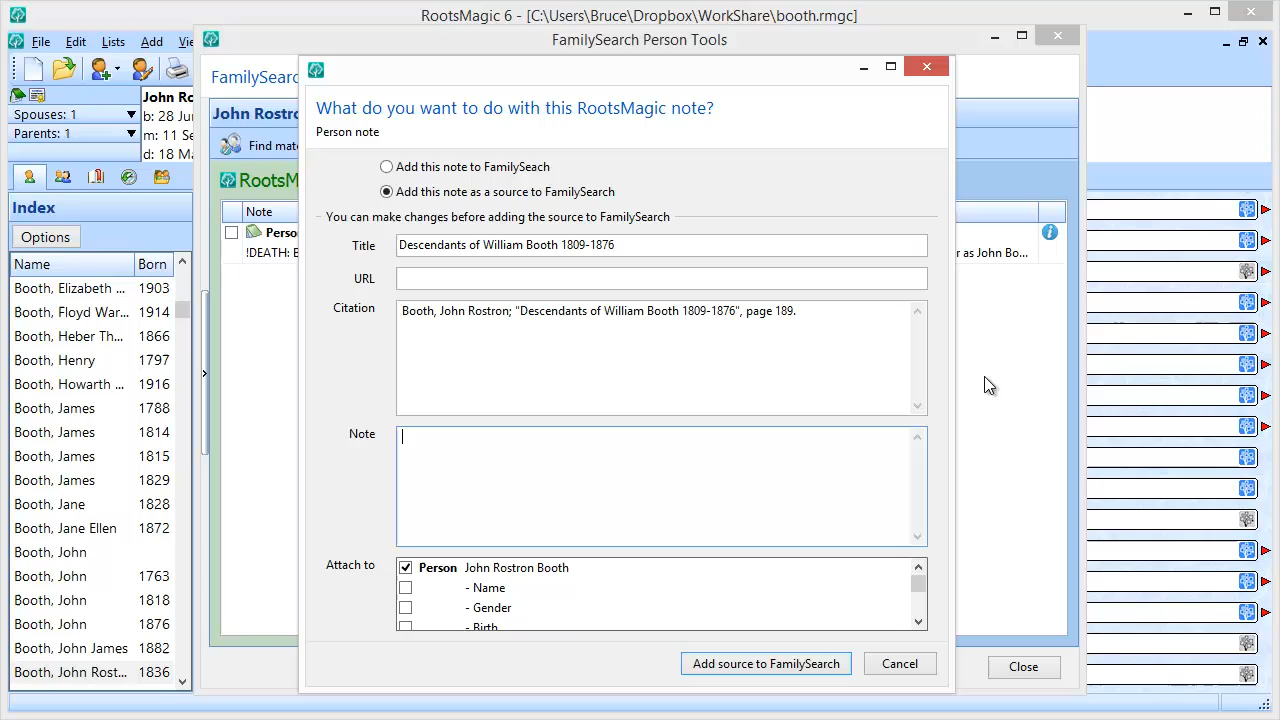 RootsMagic 6 - [C:\Users\Bruce\Dropbox\WorkShare\booth.rmgc]
File Edit Lists Add
FamilySearch Person Tools
John Ro
Spouses: 1
b: 28 Jun
Parents: 1
m: 11 Se
d: 18 Ma
FamilySearc
John Rostro
Find mat
RootsM
Note
Perso
!DEATH: B
r as John Bo...
What do you want to do with this RootsMagic note?
Person note
Add this note to FamilySeach
Add this note as a source to FamilySearch
You can make changes before adding the source to FamilySearch
Title Descendants of William Booth 1809-1876
URL
Citation Booth, John Rostron; "Descendants of William Booth 1809-1876", page 189.
Note
Attach to Person John Rostron Booth
- Name
- Gender
- Birth
Add source to FamilySearch Cancel
Close
Index
Options
Name Born
Booth, Elizabeth ... 1903
Booth, Floyd War... 1914
Booth, Heber Th... 1866
Booth, Henry 1797
Booth, Howarth ... 1916
Booth, James 1788
Booth, James 1814
Booth, James 1815
Booth, James 1829
Booth, Jane 1828
Booth, Jane Ellen 1872
Booth, John
Booth, John 1763
Booth, John 1818
Booth, John 1876
Booth, John James 1882
Booth, John Rost... 1836